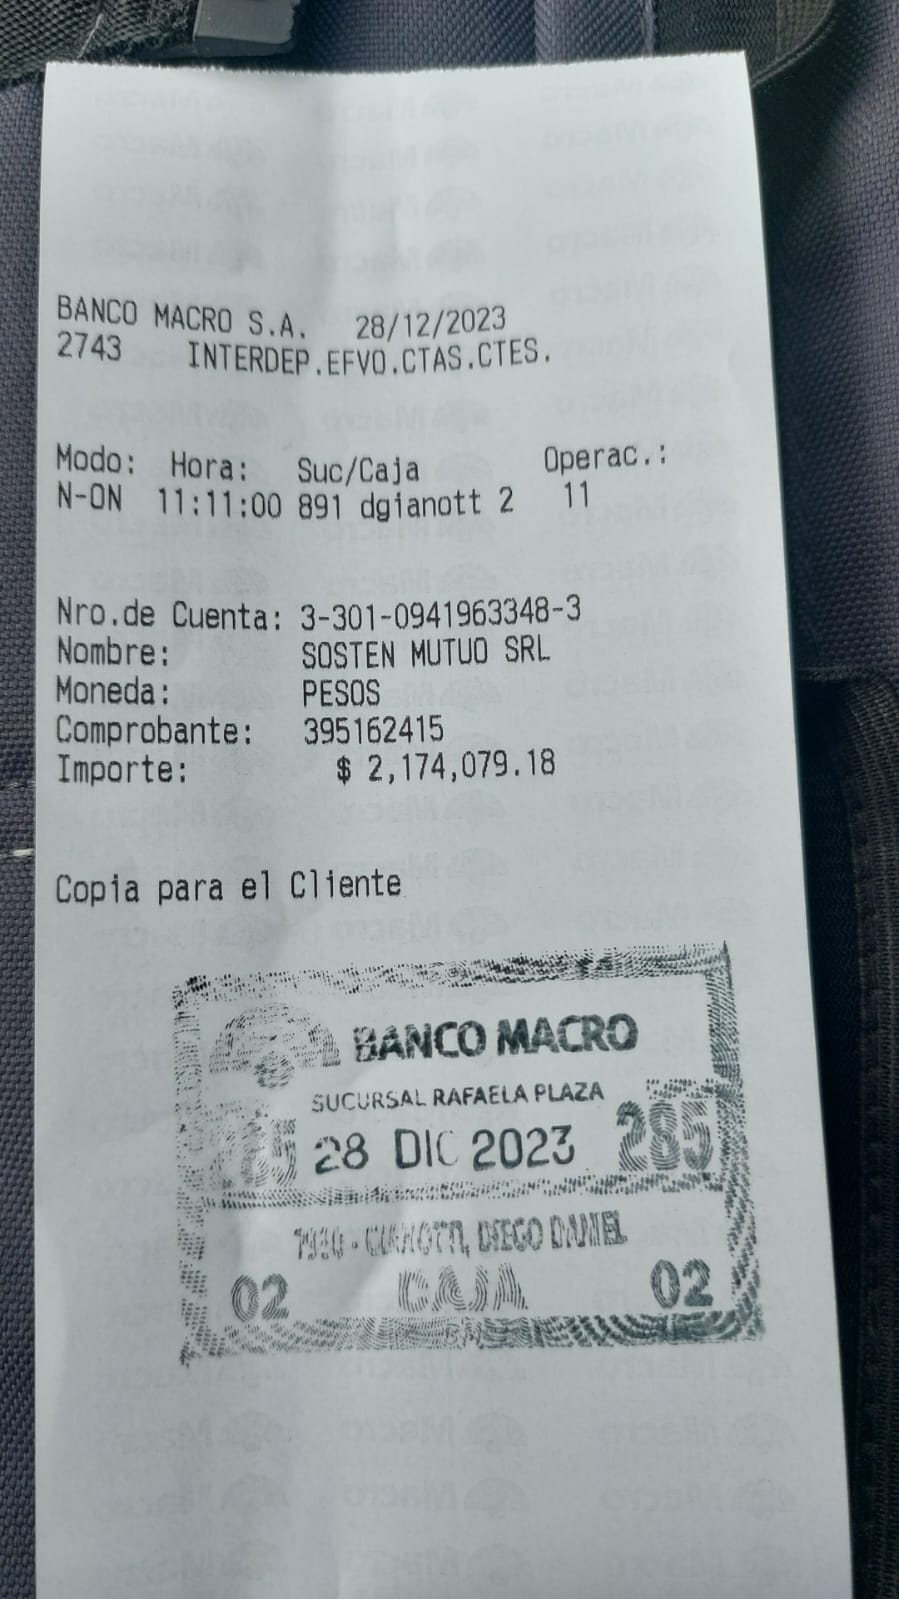 BANCO MACRO S.A. 28/12/2023
2743 INTERDEP.EFVO.CTAS.CTES.
Modo: Hora: Suc/Caja Operac.:
N-ON 11:11:00 891 dgianott 2 11
Nro.de Cuenta: 3-301-0941963348-3
Nombre: SOSTEN MUTUO SRL
Moneda: PESOS
Comprobante: 395162415
Importe: $ 2,174,079.18
Copia para el Cliente
BANCO MACRO
SUCURSAL RAFAELA PLAZA
285 28 DIC 2023 285
DIEGO DANIEL
02 CAJA 02